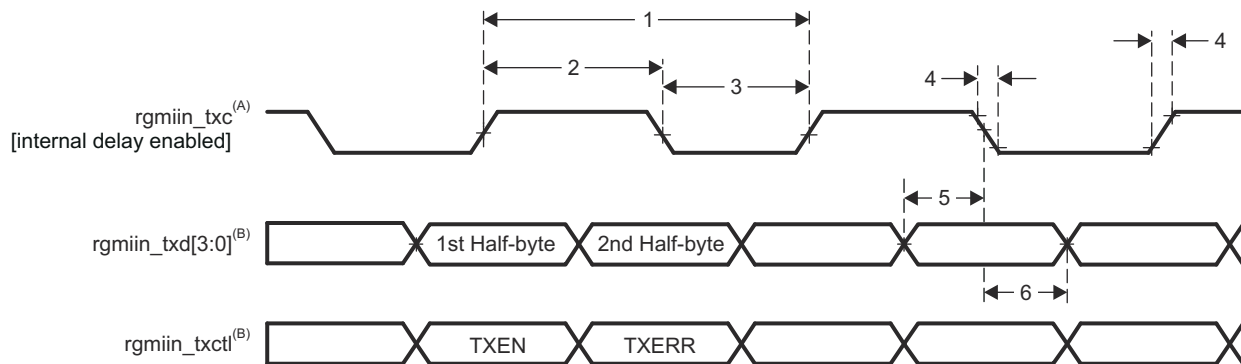 1
2
3
4
4
rgmiin_txc(A)
[internal delay enabled]
5
rgmiin_txd[3:0](B)
1st Half-byte
2nd Half-byte
6
rgmiin_txctl(B)
TXEN
TXERR